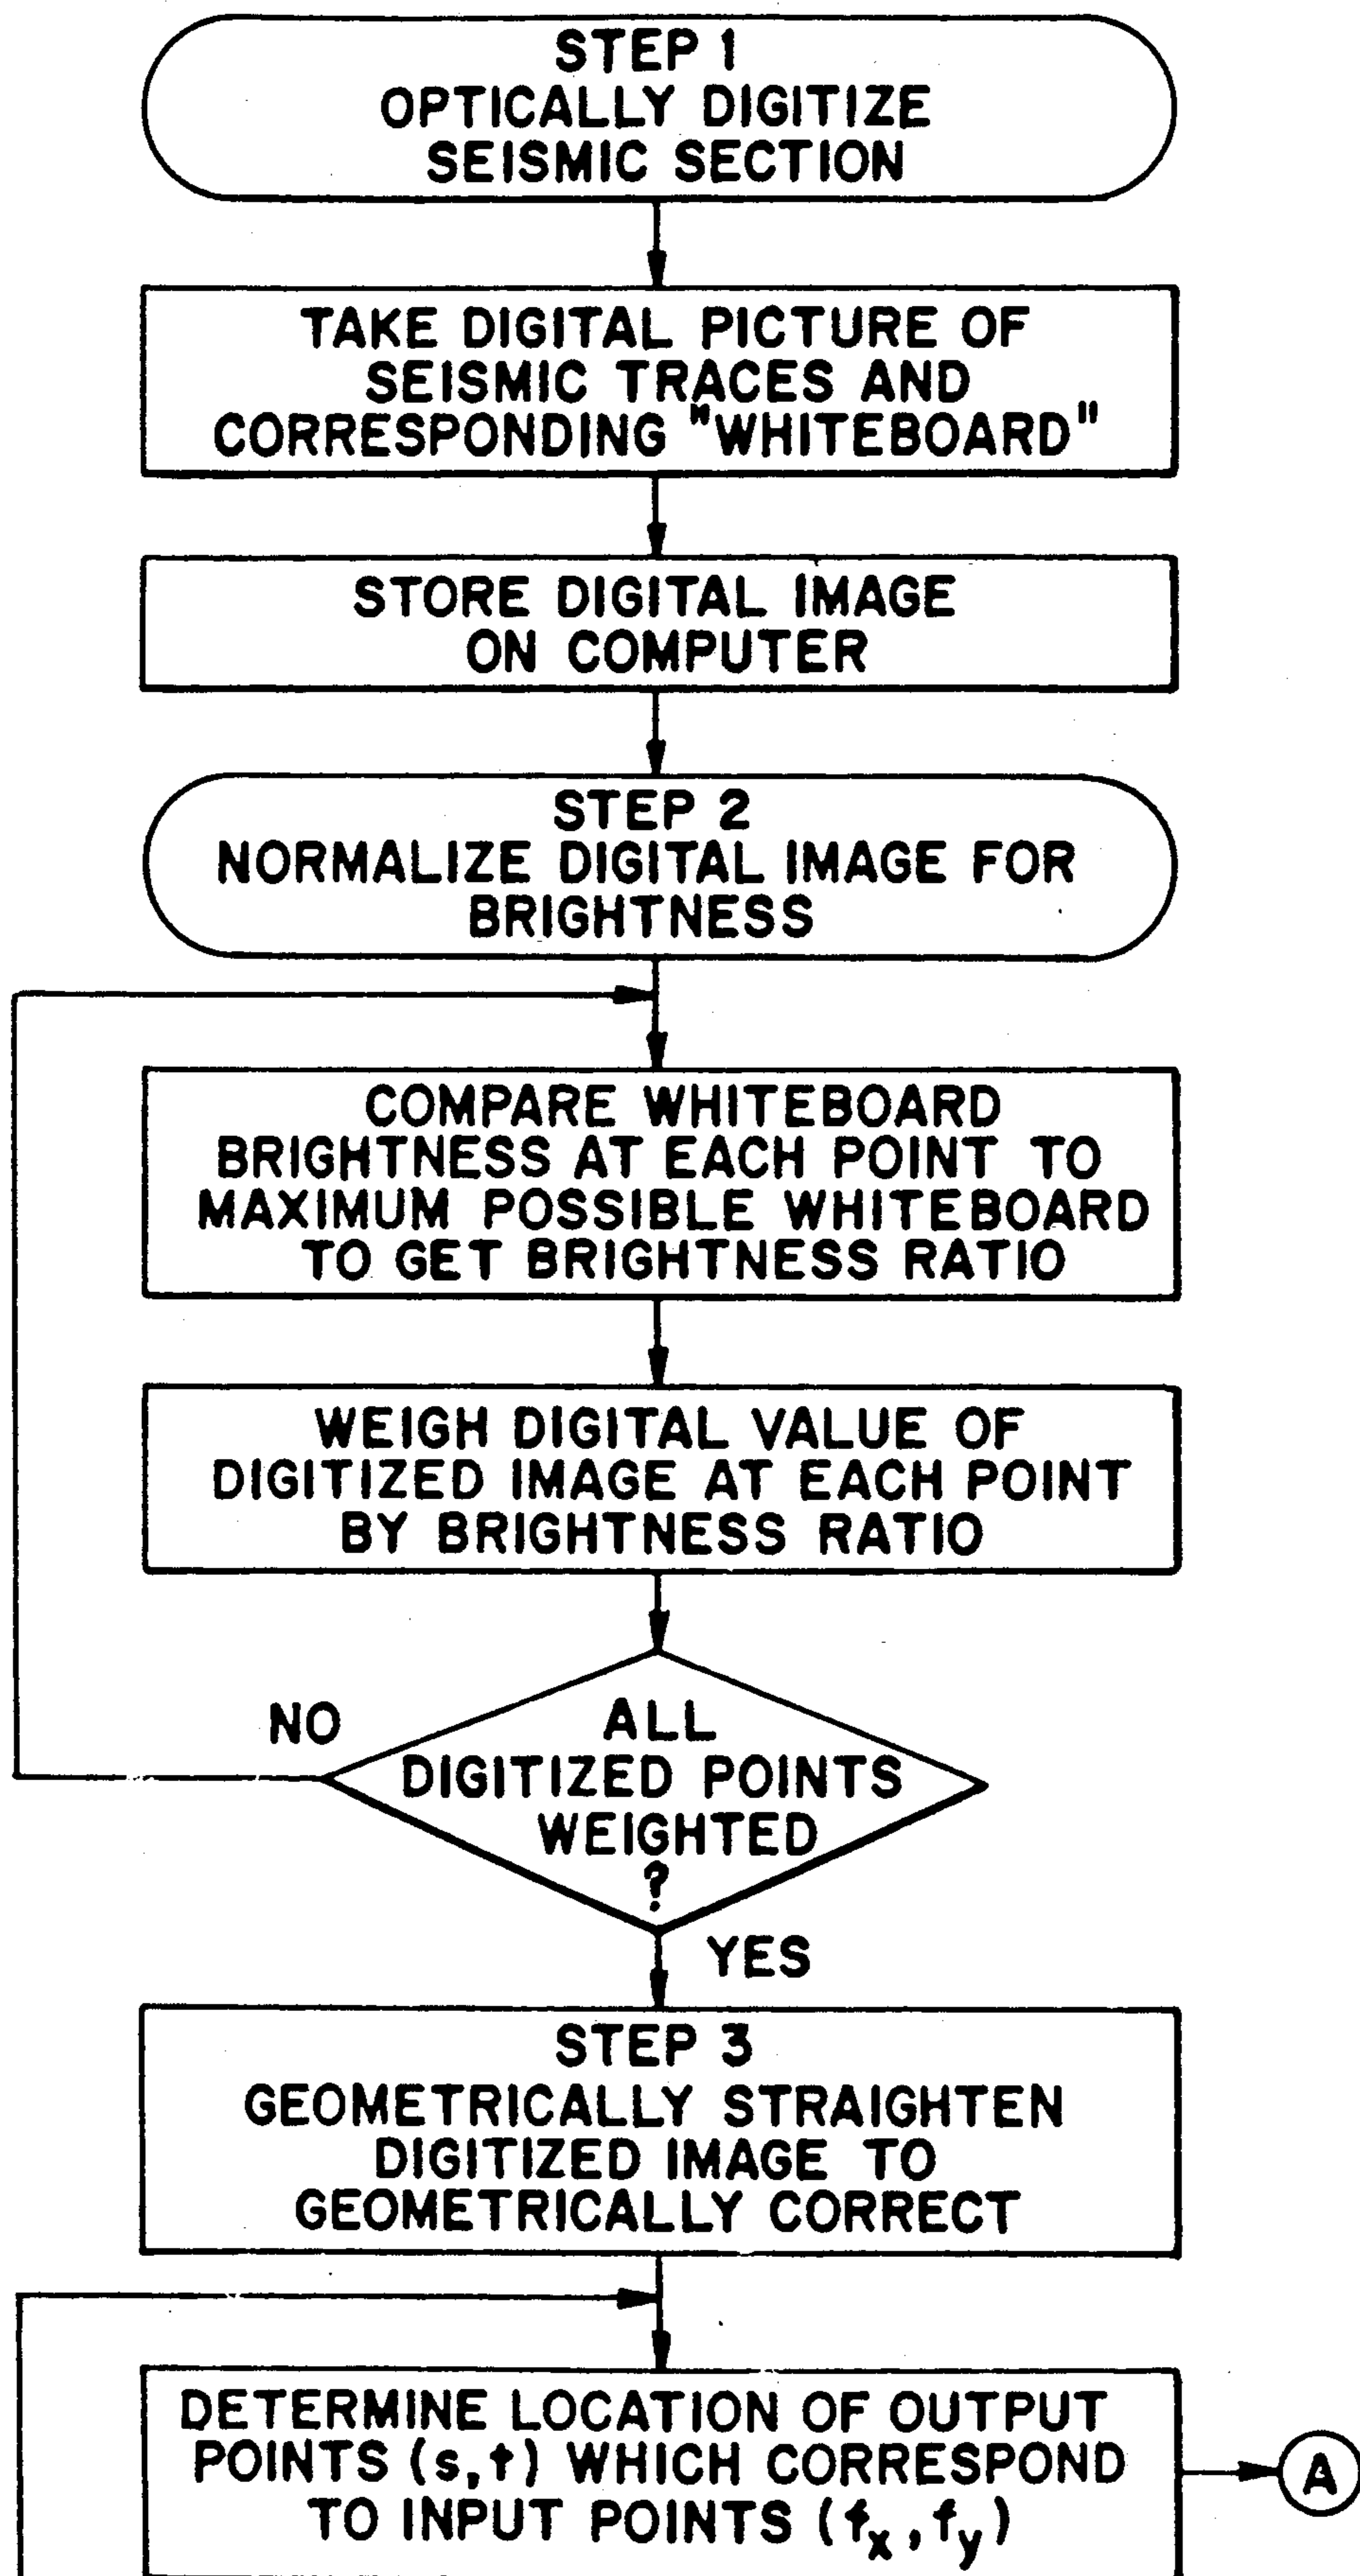 STEP 1
OPTICALLY DIGITIZE
SEISMIC SECTION
TAKE DIGITAL PICTURE OF
SEISMIC TRACES AND
CORRESPONDING "WHITEBOARD"
STORE DIGITAL IMAGE
ON COMPUTER
STEP 2
NORMALIZE DIGITAL IMAGE FOR
BRIGHTNESS
COMPARE WHITEBOARD
BRIGHTNESS AT EACH POINT TO
MAXIMUM POSSIBLE WHITEBOARD
TO GET BRIGHTNESS RATIO
WEIGH DIGITAL VALUE OF
DIGITIZED IMAGE AT EACH POINT
BY BRIGHTNESS RATIO
NO
ALL
DIGITIZED POINTS
WEIGHTED
?
YES
STEP 3
GEOMETRICALLY STRAIGHTEN
DIGITIZED IMAGE TO
GEOMETRICALLY CORRECT
DETERMINE LOCATION OF OUTPUT
POINTS (s,t) WHICH CORRESPOND
TO INPUT POINTS (fx,fy)
A